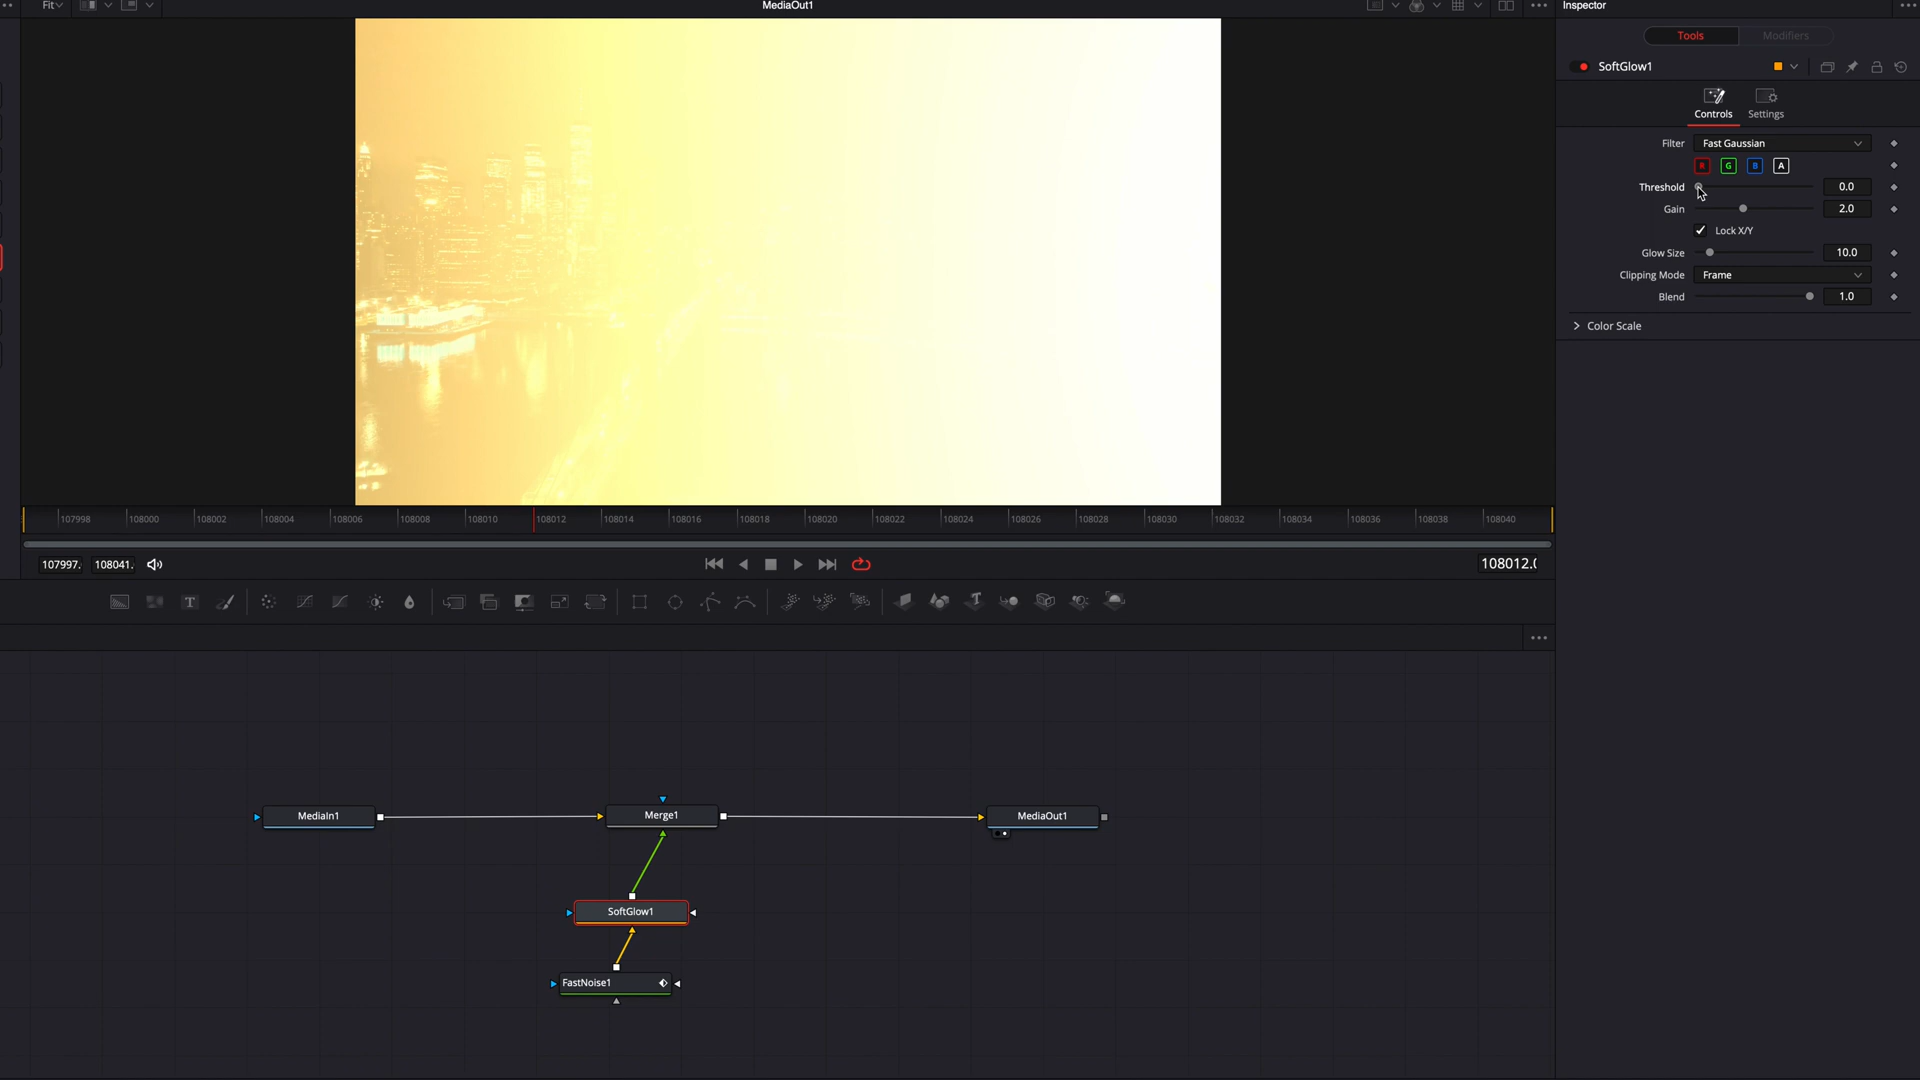 Fit
MediaOut1
Inspector
Tools
Modifiers
SoftGlow1
Controls
Settings
Filter
Fast Gaussian
R
G
B
A
Threshold
0.0
Gain
2.0
Lock X/Y
Glow Size
10.0
Clipping Mode
Frame
Blend
1.0
Color Scale
107998
108000
108002
108004
108006
108008
108010
108012
108014
108016
108018
108020
108022
108024
108026
108028
108030
108032
108034
108036
108038
108040
107997.
108041.
108012.0
T
T
MediaIn1
Merge1
MediaOut1
SoftGlow1
FastNoise1